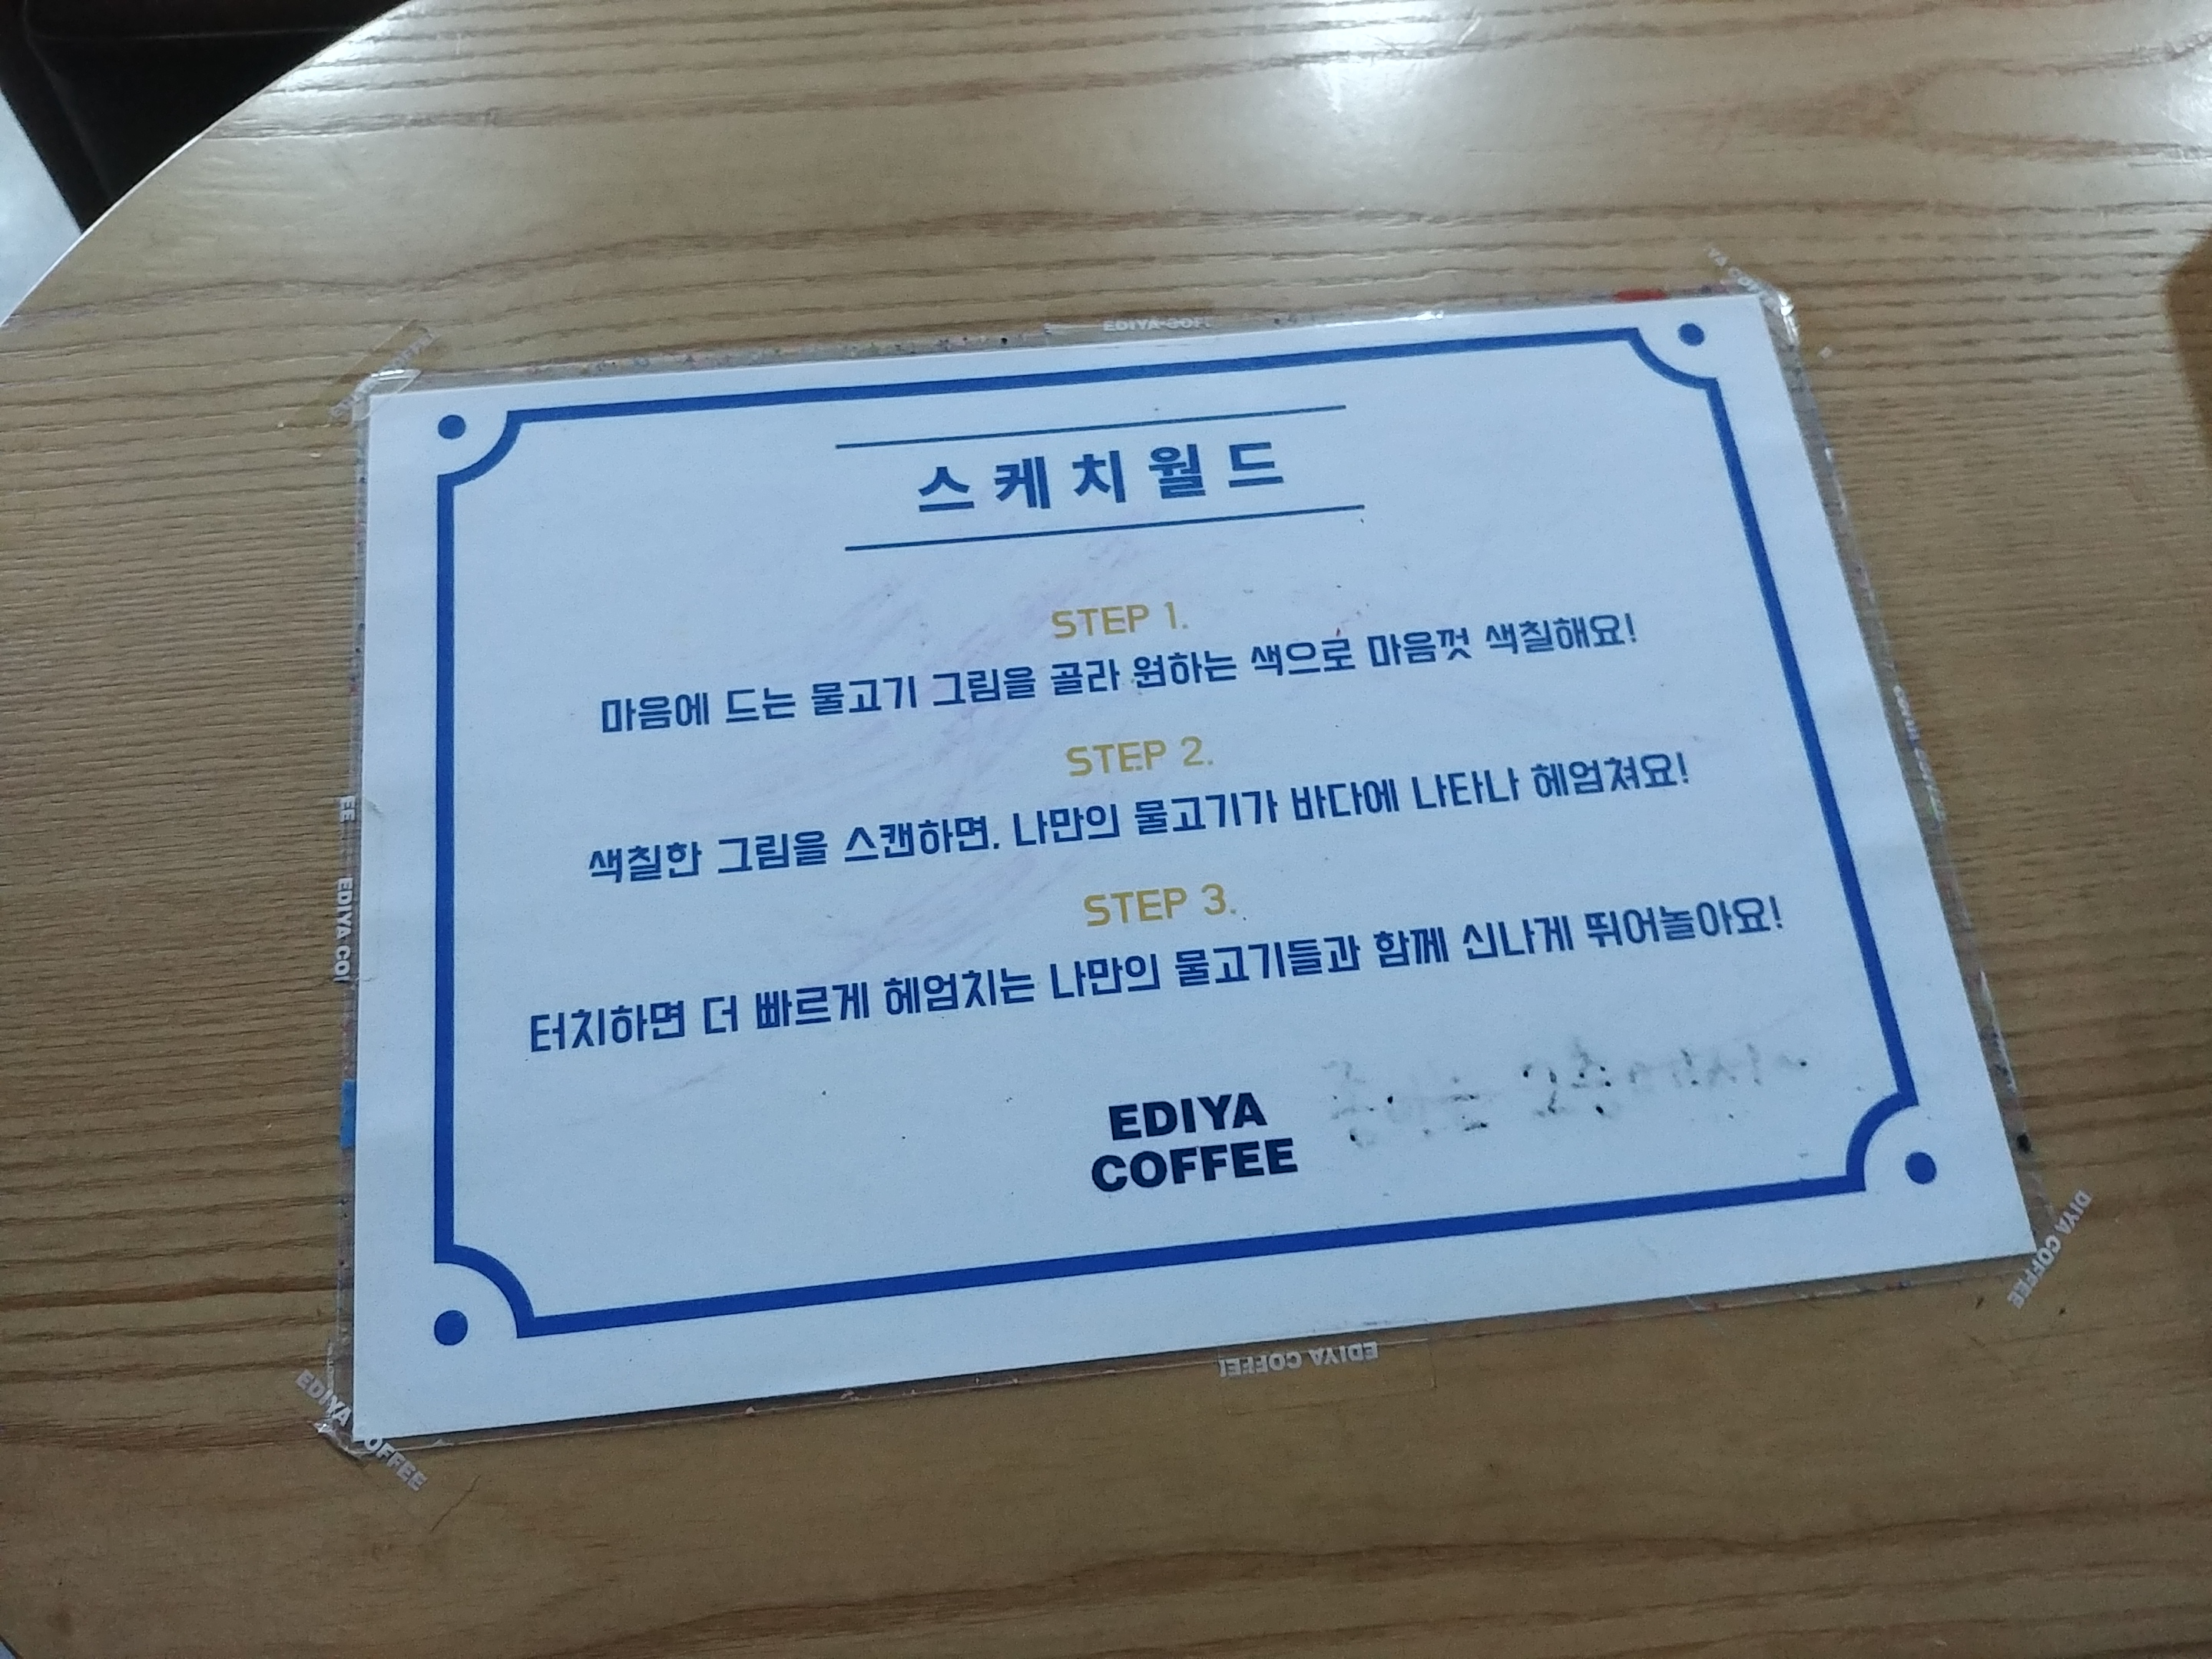 스케치월드
STEP 1.
마음에 드는 물고기 그림을 골라 원하는 색으로 마음껏 색칠해요!
STEP 2.
색칠한 그림을 스캔하면, 나만의 물고기가 바다에 나타나 헤엄쳐요!
STEP 3.
터치하면 더 빠르게 헤엄치는 나만의 물고기들과 함께 신나게 뛰어놀아요!
EDIYA
COFFEE
EDIYA COFFEE
EDIYA COFFEE